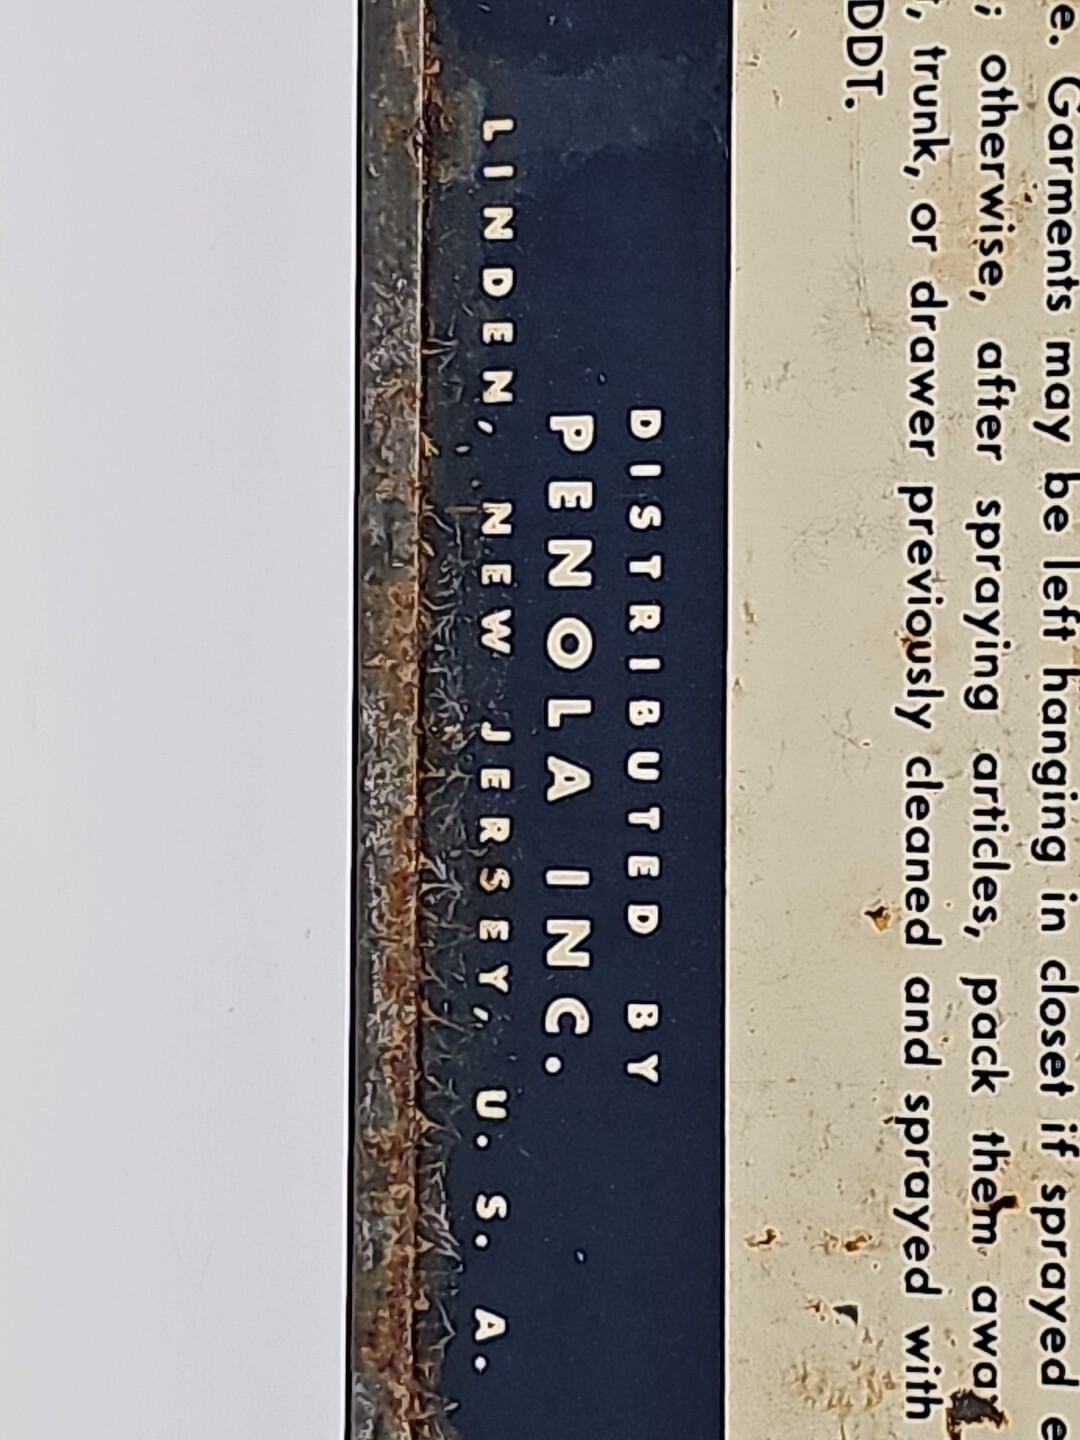 e. Garments may be left hanging in closet if sprayed
; otherwise, after spraying articles, pack them
, trunk, or drawer previously cleaned and sprayed with
DDT.
DISTRIBUTED BY
PENOLA INC.
LINDEN, NEW JERSEY, U. S. A.